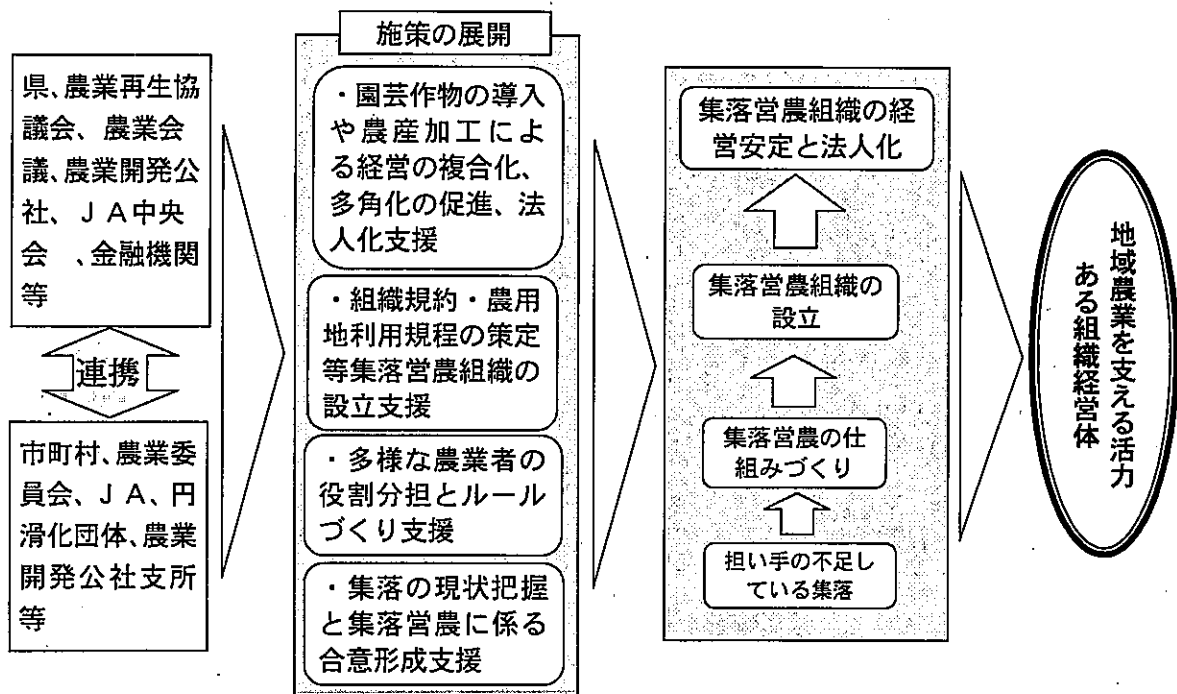 県、農業再生協
議会、農業会
議、農業開発公
社、ＪＡ中央
会　、金融機関
等
連携
市町村、農業委
員会、ＪＡ、円
滑化団体、農業
開発公社支所
等
施策の展開
・園芸作物の導入
や農産加工によ
る経営の複合化、
多角化の促進、法
人化支援
・組織規約・農用
地利用規程の策定
等集落営農組織の
設立支援
・多様な農業者の
役割分担とルール
づくり支援
・集落の現状把握
と集落営農に係る
合意形成支援
集落営農組織の経
営安定と法人化
集落営農組織の
設立
集落営農の仕
組みづくり
担い手の不足し
ている集落
地域農業を支える活力
ある組織経営体